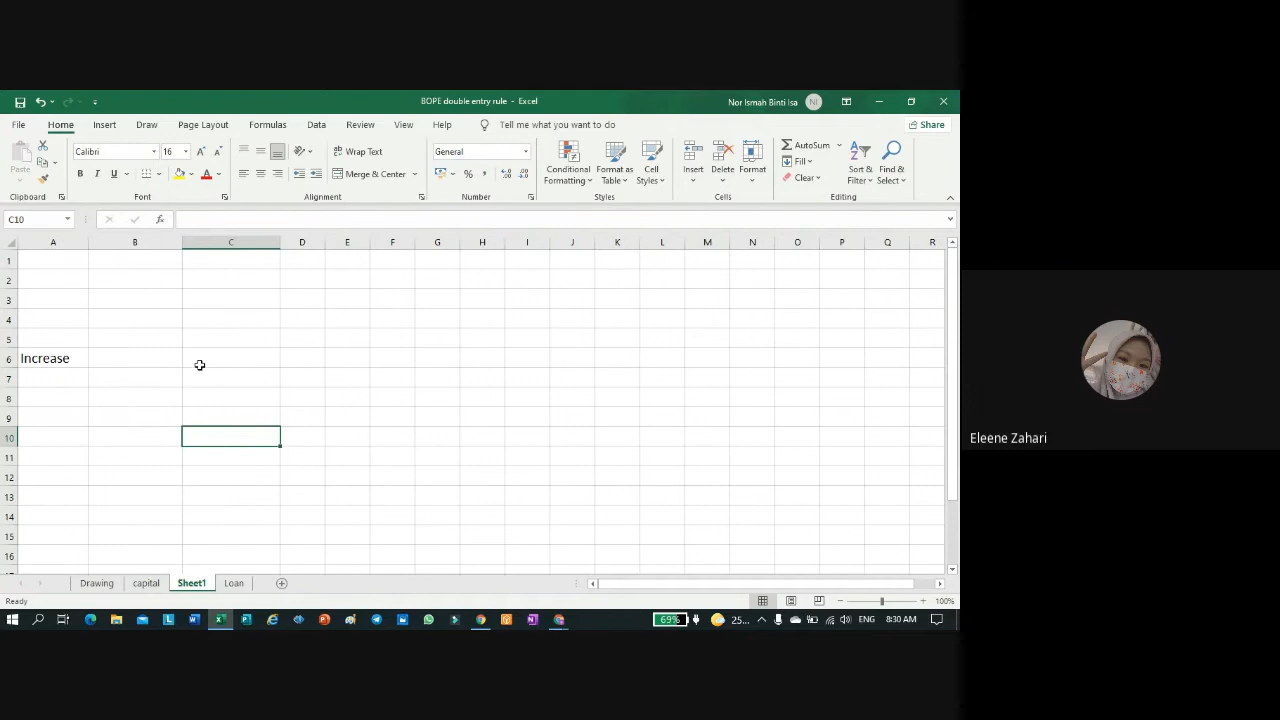 BOPE double entry rule - Excel
Nor Ismah Binti Isa
NI
File Home Insert Draw Page Layout Formulas Data Review View Help Tell me what you want to do Share
Paste
Calibri 16
Wrap Text
General
Merge & Center
Conditional Formatting
Format as Table
Cell Styles
Insert
Delete
Format
AutoSum
Fill
Clear
Sort & Filter
Find & Select
Clipboard Font Alignment Number Styles Cells Editing
C10
fx
A B C D E F G H I J K L M N O P Q R
1
2
3
4
5
6 Increase
7
8
9
10
11
12
13
14
15
16
Drawing capital Sheet1 Loan
Ready
100%
69% 25... ENG 8:30 AM
Eleene Zahari